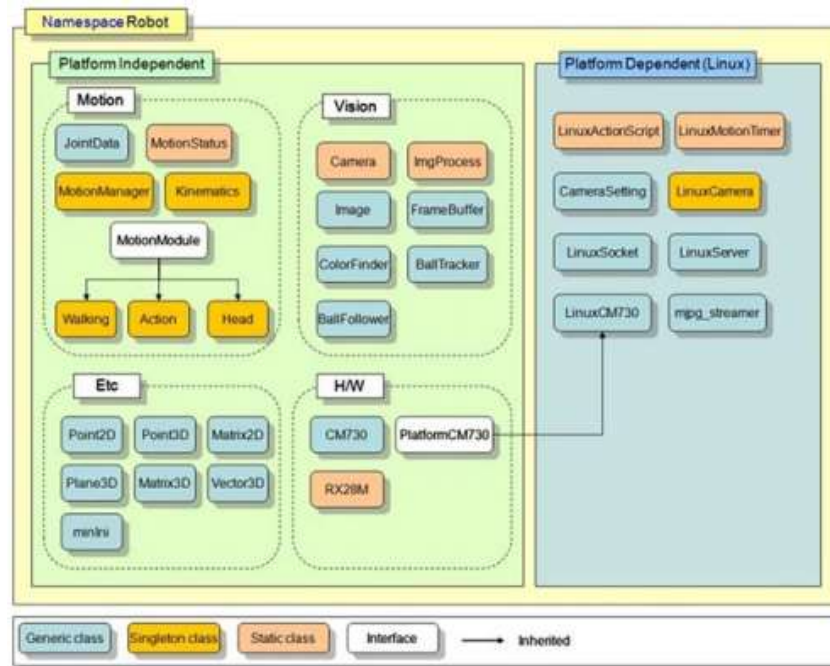 Namespace Robot
Platform Independent
Platform Dependent (Linux)
Motion
JointData
MotionStatus
MotionManager
Kinematics
MotionModule
Walking
Action
Head
Vision
Camera
ImgProcess
Image
FrameBuffer
ColorFinder
BallTracker
BallFollower
Etc
Point2D
Point3D
Matrix2D
Plane3D
Matrix3D
Vector3D
minIni
H/W
CM730
PlatformCM730
RX28M
LinuxActionScript
LinuxMotionTimer
CameraSetting
LinuxCamera
LinuxSocket
LinuxServer
LinuxCM730
mjpg_streamer
Generic class
Singleton class
Static class
Interface
Inherited